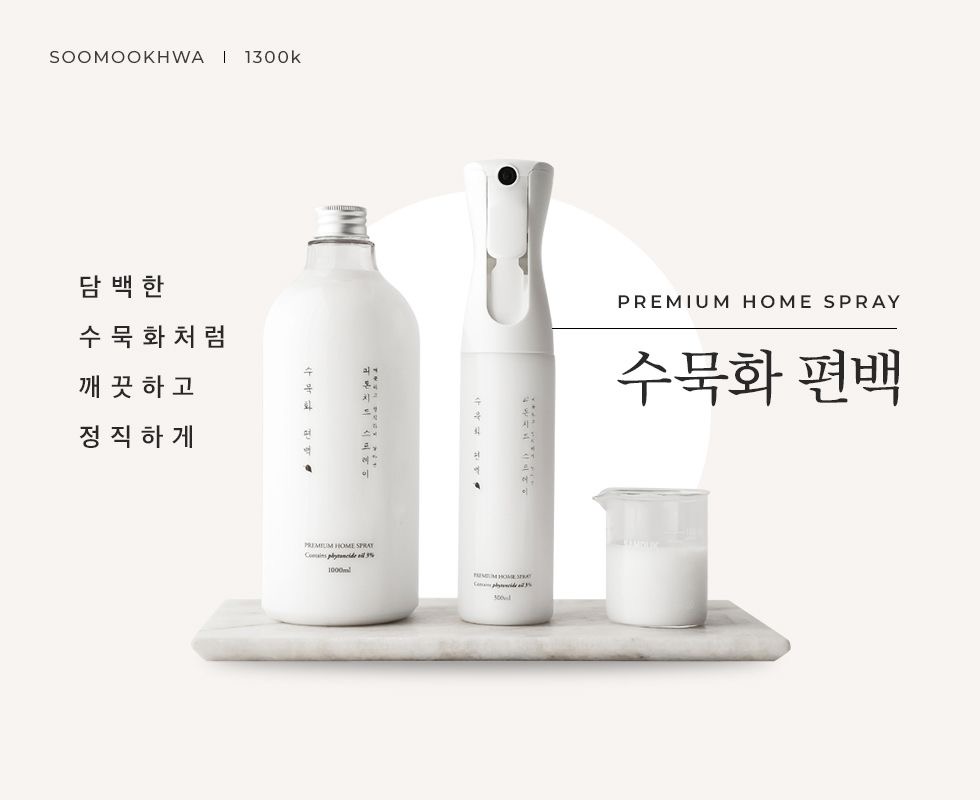 SOOMOOKHWA | 1300k
담백한
수묵화처럼
깨끗하고
정직하게
PREMIUM HOME SPRAY
수묵화 편백
수묵화 편백
피톤치드 스프레이
PREMIUM HOME SPRAY
Contains phytoncide oil 3%
1000ml
수묵화 편백
피톤치드 스프레이
PREMIUM HOME SPRAY
Contains phytoncide oil 3%
300ml